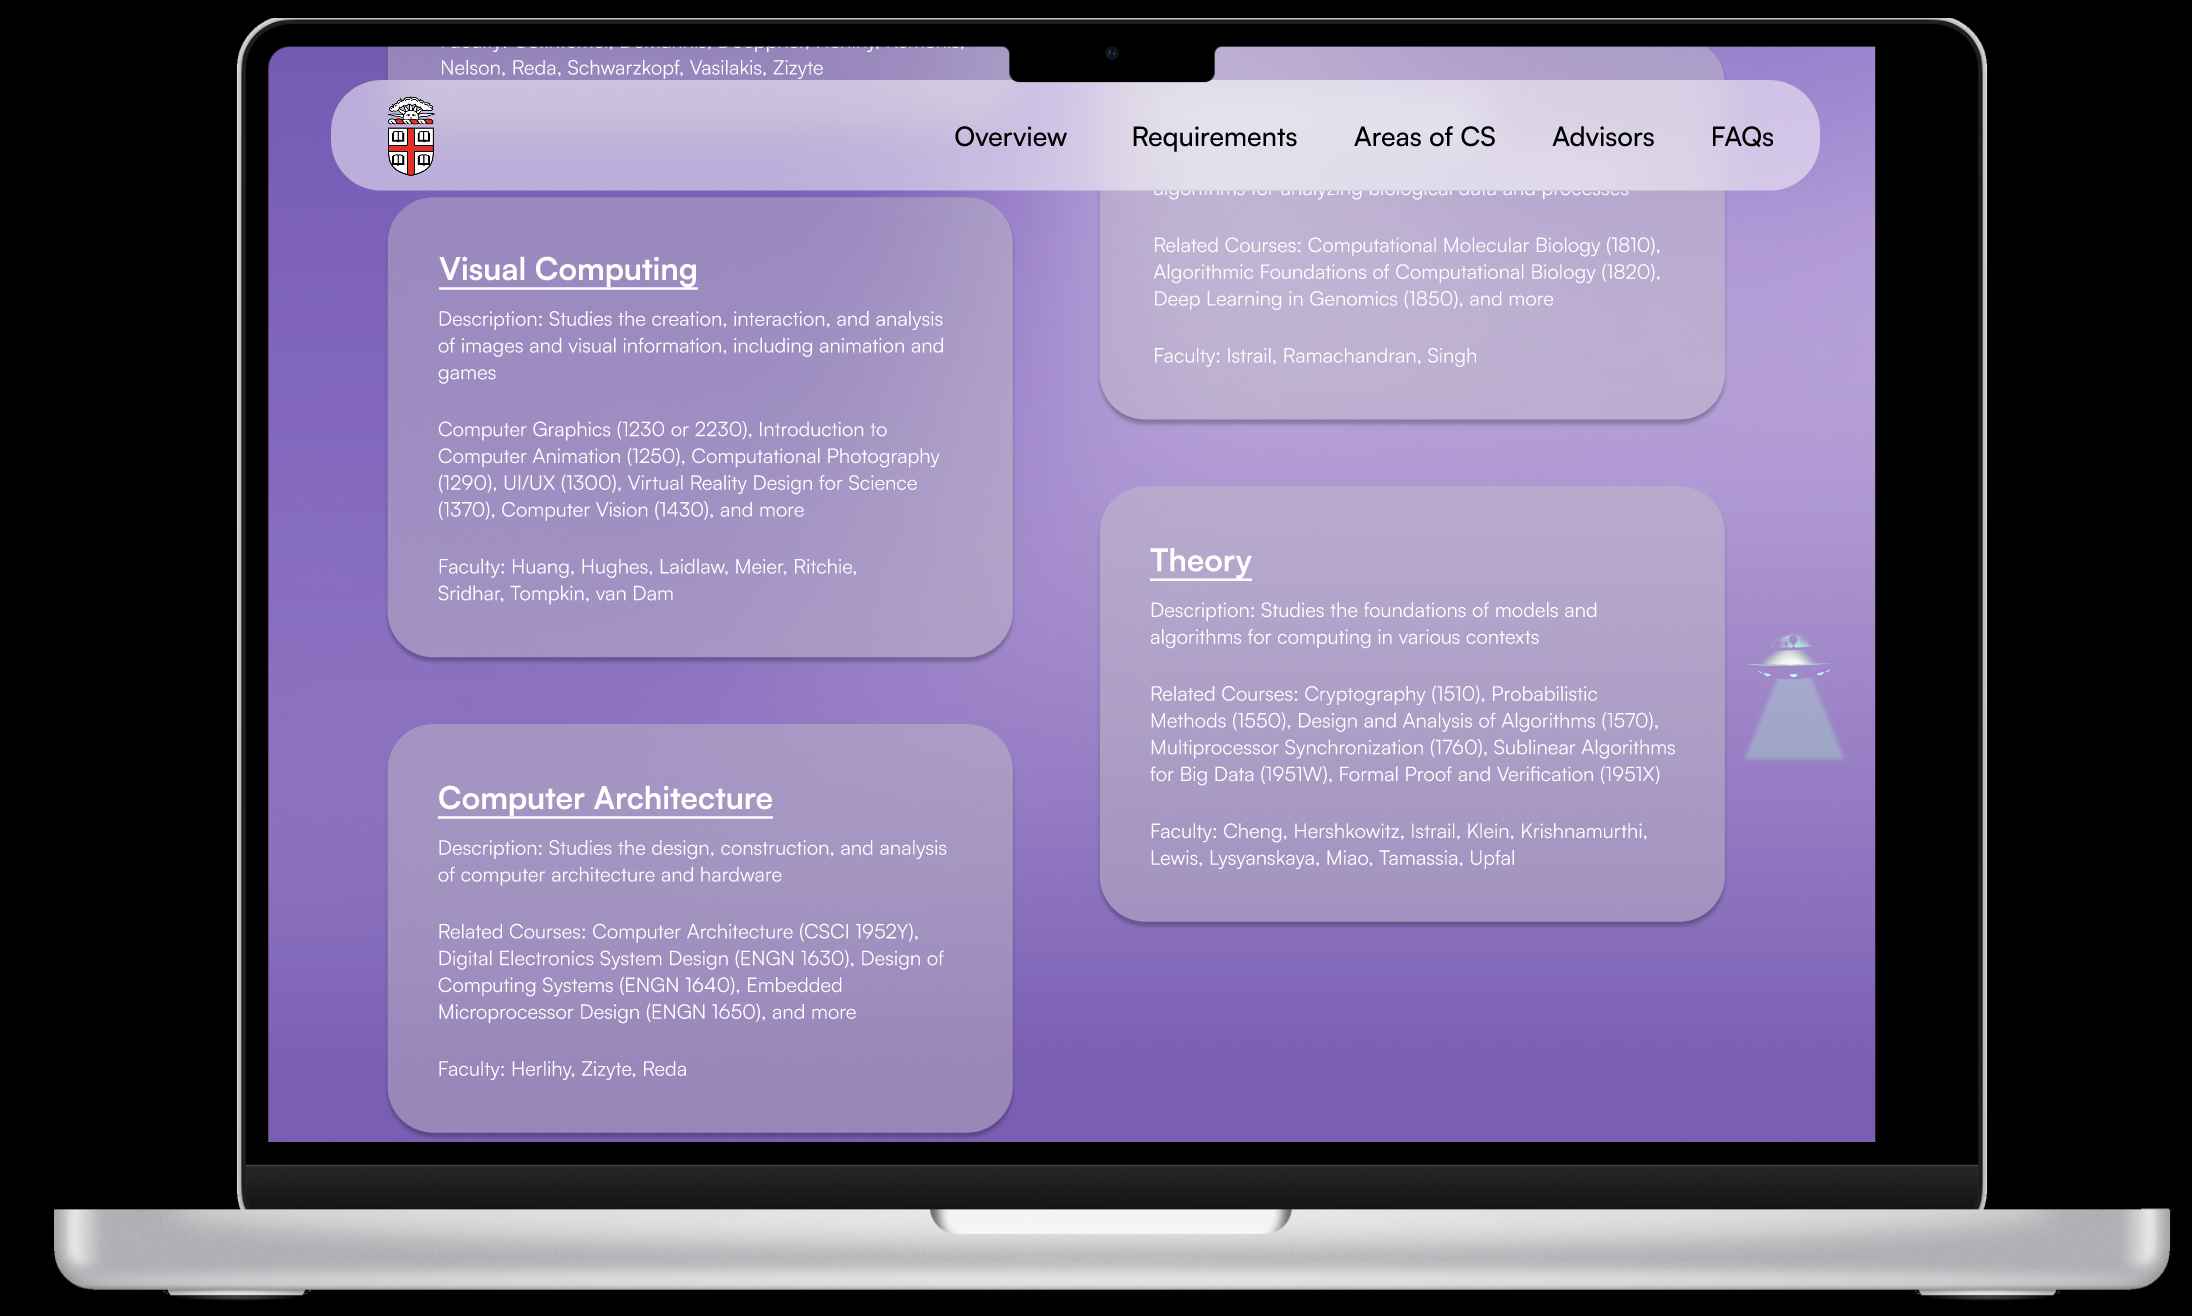 Nelson, Reda, Schwarzkopf, Vasilakis, Zizyte
Overview
Requirements
Areas of CS
Advisors
FAQs
Visual Computing
Description: Studies the creation, interaction, and analysis
of images and visual information, including animation and
games
Computer Graphics (1230 or 2230), Introduction to
Computer Animation (1250), Computational Photography
(1290), UI/UX (1300), Virtual Reality Design for Science
(1370), Computer Vision (1430), and more
Faculty: Huang, Hughes, Laidlaw, Meier, Ritchie,
Sridhar, Tompkin, van Dam
Computer Architecture
Description: Studies the design, construction, and analysis
of computer architecture and hardware
Related Courses: Computer Architecture (CSCI 1952Y),
Digital Electronics System Design (ENGN 1630), Design of
Computing Systems (ENGN 1640), Embedded
Microprocessor Design (ENGN 1650), and more
Faculty: Herlihy, Zizyte, Reda
algorithms for analyzing biological data and processes
Related Courses: Computational Molecular Biology (1810),
Algorithmic Foundations of Computational Biology (1820),
Deep Learning in Genomics (1850), and more
Faculty: Istrail, Ramachandran, Singh
Theory
Description: Studies the foundations of models and
algorithms for computing in various contexts
Related Courses: Cryptography (1510), Probabilistic
Methods (1550), Design and Analysis of Algorithms (1570),
Multiprocessor Synchronization (1760), Sublinear Algorithms
for Big Data (1951W), Formal Proof and Verification (1951X)
Faculty: Cheng, Hershkowitz, Istrail, Klein, Krishnamurthi,
Lewis, Lysyanskaya, Miao, Tamassia, Upfal